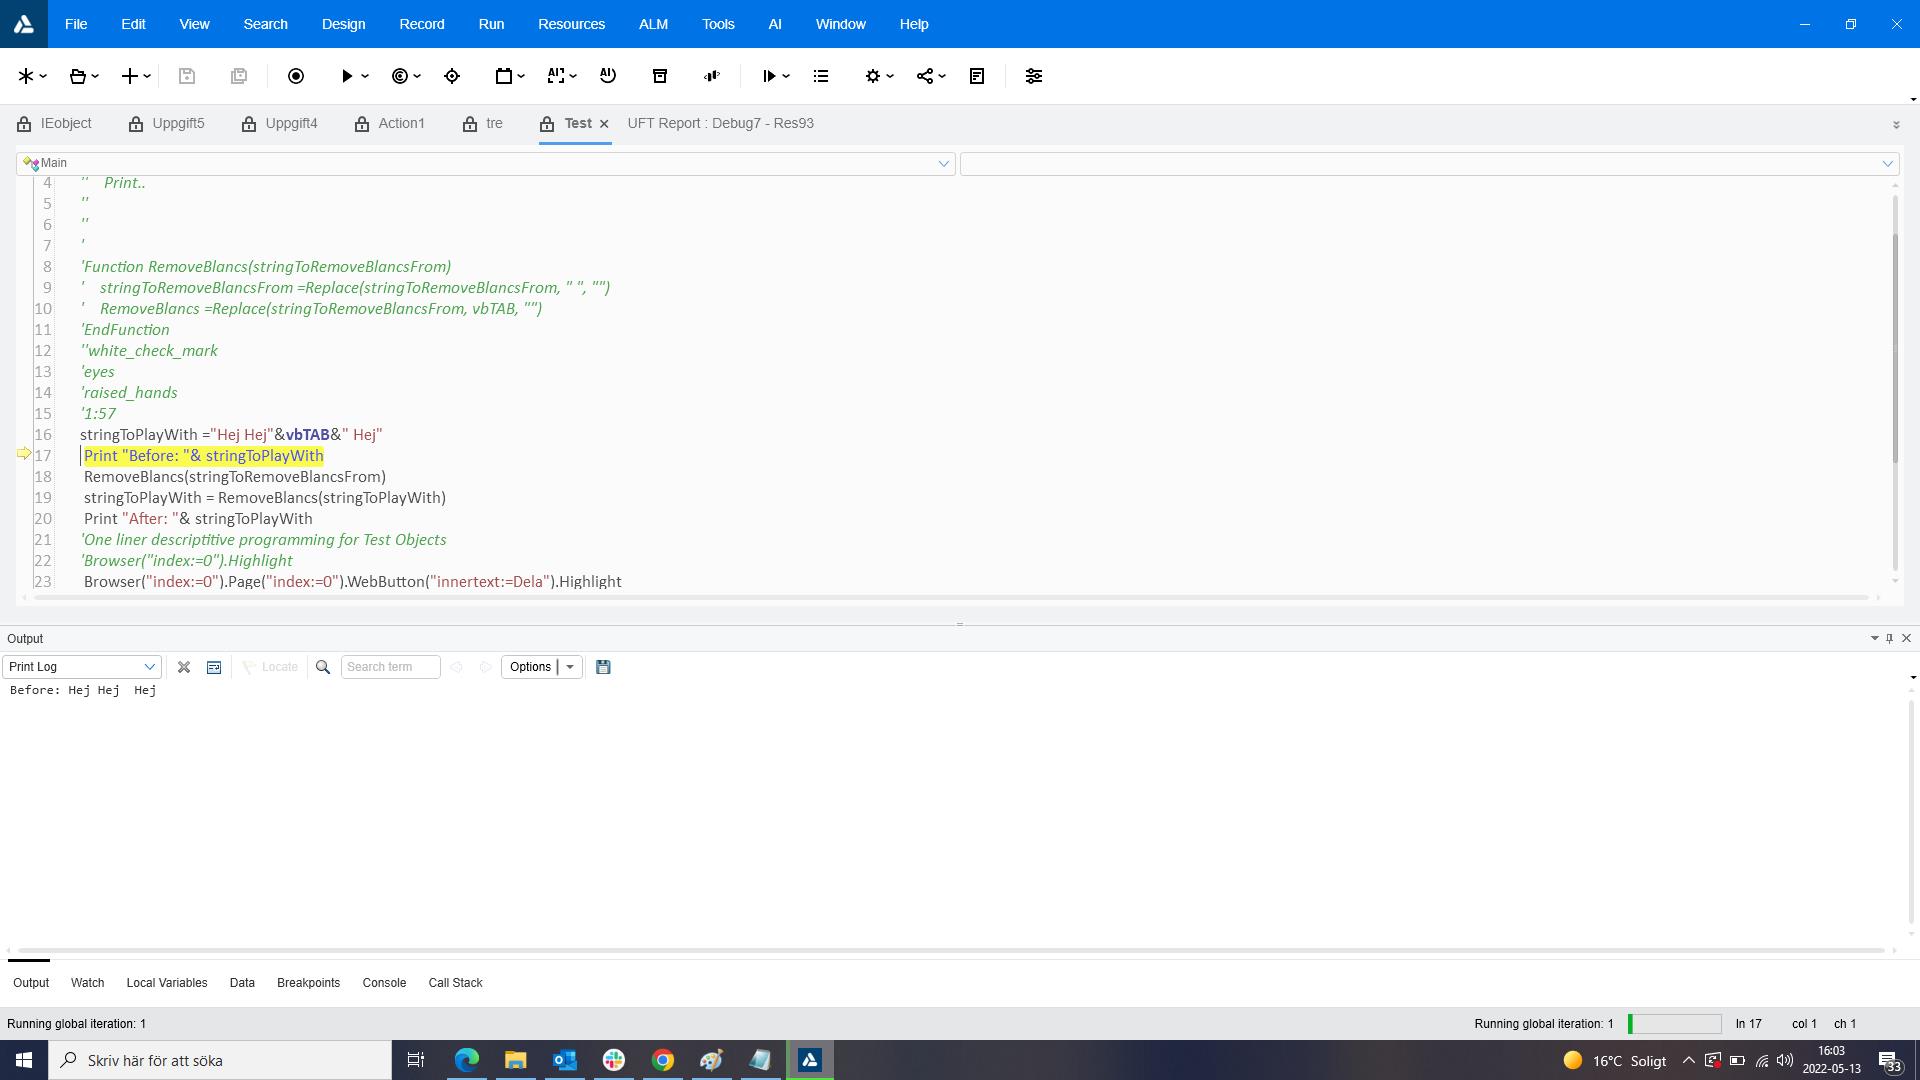 File Edit View Search Design Record Run Resources ALM Tools AI Window Help
AI AI
IEobject Uppgift5 Uppgift4 Action1 tre Test UFT Report : Debug7 - Res93
Main
4 '' Print..
5 ''
6 ''
7 '
8 'Function RemoveBlancs(stringToRemoveBlancsFrom)
9 ' stringToRemoveBlancsFrom =Replace(stringToRemoveBlancsFrom, " ", "")
10 ' RemoveBlancs =Replace(stringToRemoveBlancsFrom, vbTAB, "")
11 'EndFunction
12 ''white_check_mark
13 'eyes
14 'raised_hands
15 '1:57
16 stringToPlayWith ="Hej Hej"&vbTAB&" Hej"
17 Print "Before: "& stringToPlayWith
18 RemoveBlancs(stringToRemoveBlancsFrom)
19 stringToPlayWith = RemoveBlancs(stringToPlayWith)
20 Print "After: "& stringToPlayWith
21 'One liner descriptitive programming for Test Objects
22 'Browser("index:=0").Highlight
23 Browser("index:=0").Page("index:=0").WebButton("innertext:=Dela").Highlight
Output
Print Log Locate Search term Options
Before: Hej Hej  Hej
Output Watch Local Variables Data Breakpoints Console Call Stack
Running global iteration: 1 Running global iteration: 1 ln 17 col 1 ch 1
Skriv här för att söka 16°C Soligt 16:03
2022-05-13 33